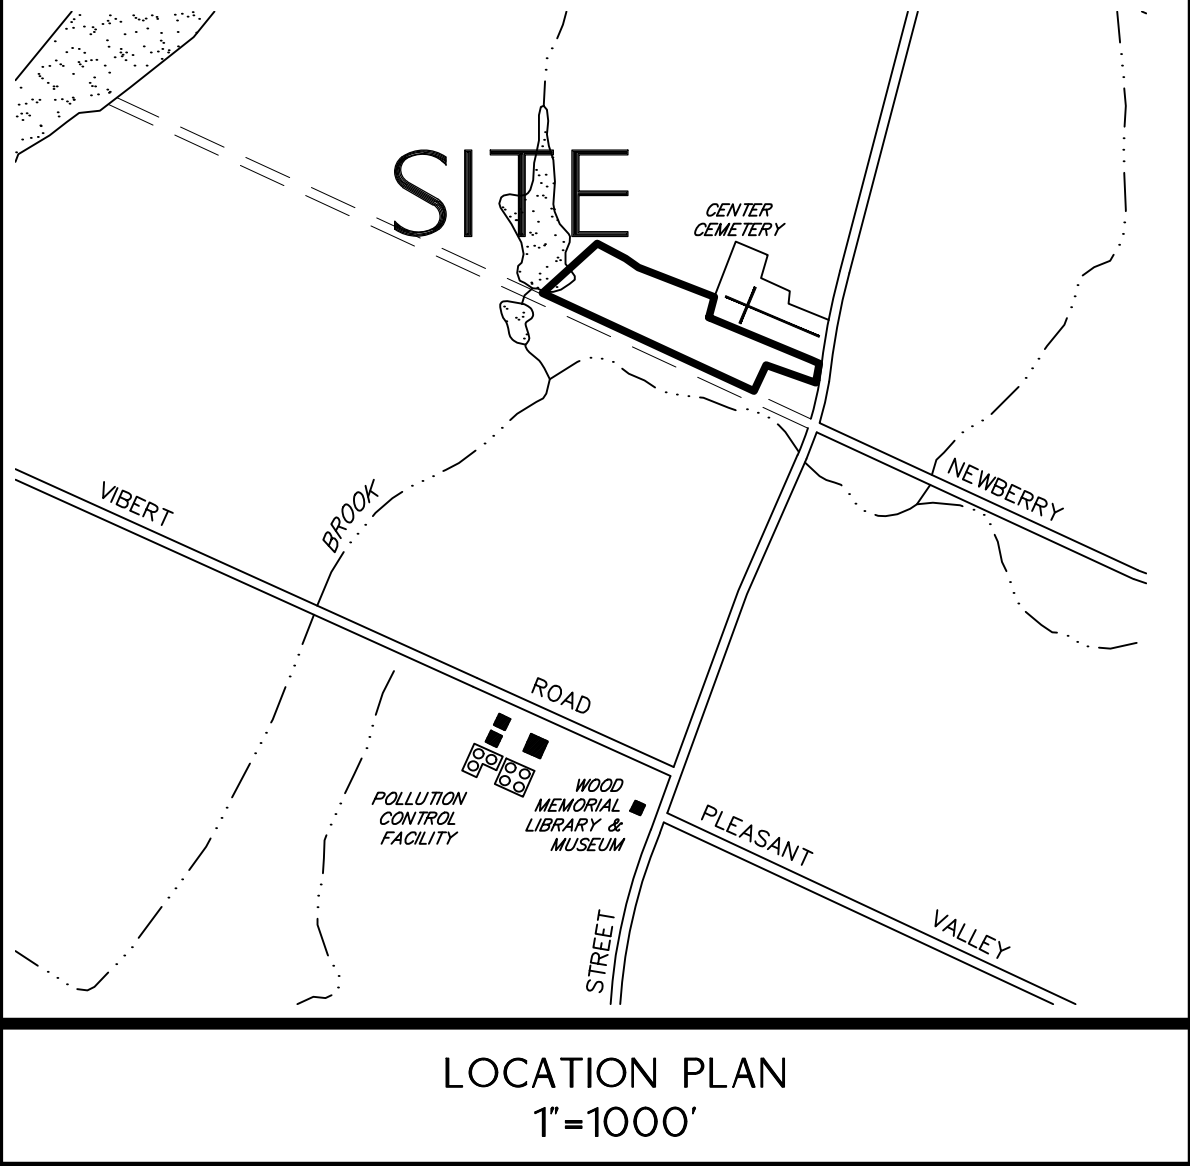 SITE
CENTER
CEMETERY
NEWBERRY
VIBERT
BROOK
ROAD
POLLUTION
CONTROL
FACILITY
WOOD
MEMORIAL
LIBRARY &
MUSEUM
PLEASANT
VALLEY
STREET
LOCATION PLAN
1"=1000'